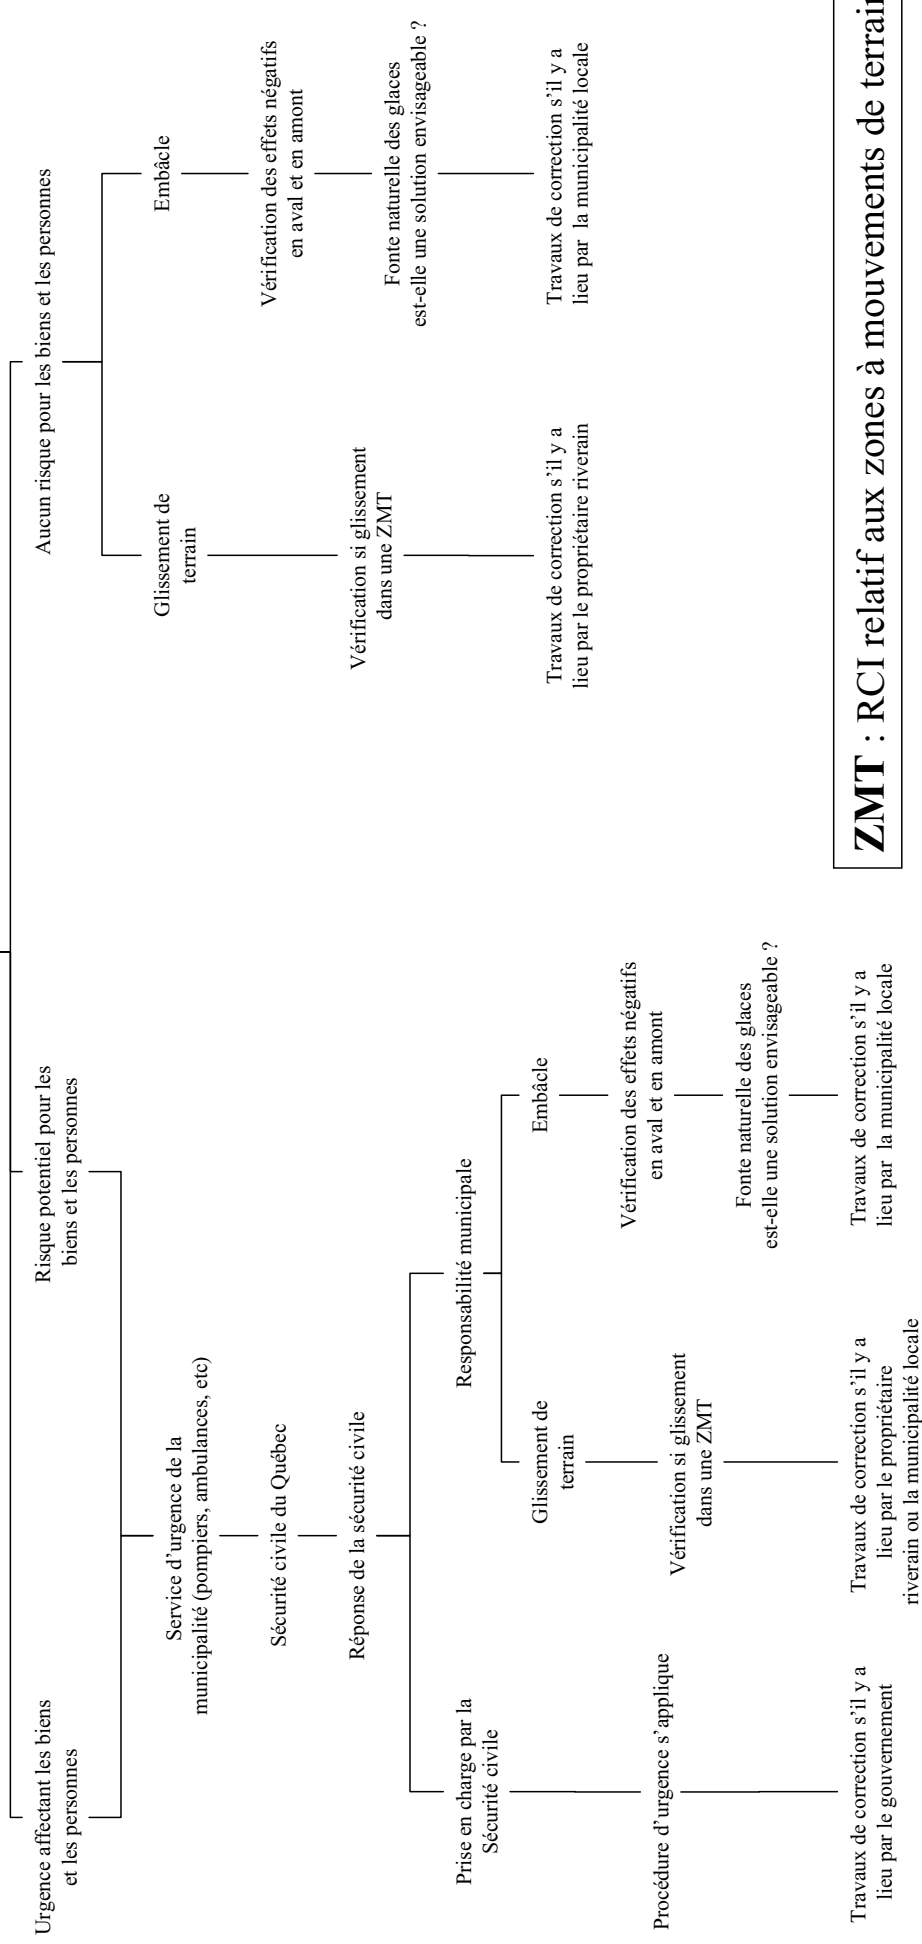 Urgence affectant les biens
et les personnes
Risque potentiel pour les
biens et les personnes
Aucun risque pour les biens et les personnes
Service d'urgence de la
municipalité (pompiers, ambulances, etc)
Sécurité civile du Québec
Réponse de la sécurité civile
Prise en charge par la
Sécurité civile
Procédure d'urgence s'applique
Travaux de correction s'il y a
lieu par le gouvernement
Responsabilité municipale
Glissement de
terrain
Vérification si glissement
dans une ZMT
Travaux de correction s'il y a
lieu par le propriétaire
riverain ou la municipalité locale
Embâcle
Vérification des effets négatifs
en aval et en amont
Fonte naturelle des glaces
est-elle une solution envisageable ?
Travaux de correction s'il y a
lieu par la municipalité locale
Glissement de
terrain
Vérification si glissement
dans une ZMT
Travaux de correction s'il y a
lieu par le propriétaire riverain
Embâcle
Vérification des effets négatifs
en aval et en amont
Fonte naturelle des glaces
est-elle une solution envisageable ?
Travaux de correction s'il y a
lieu par la municipalité locale
ZMT : RCI relatif aux zones à mouvements de terrain